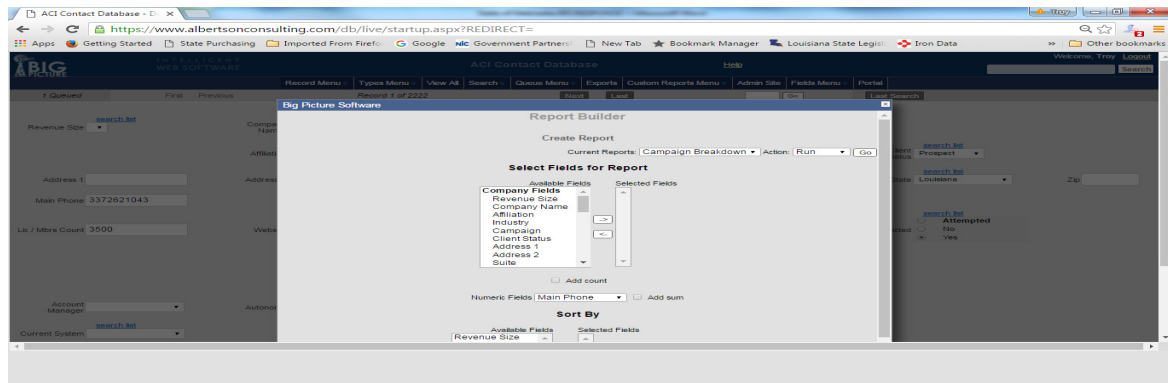 ACI Contact Database - D
Troy
https://www.albertsonconsulting.com/db/live/startup.aspx?REDIRECT=
Apps Getting Started State Purchasing Imported From Firefo Google Nic Government Partners New Tab Bookmark Manager Louisiana State Legisl Iron Data » Other bookmarks
BIG PICTURE
INTELLIGENT
WEB SOFTWARE
ACI Contact Database
Help
Welcome, Troy Logout
Search
Record Menu Types Menu View All Search Queue Menu Exports Custom Reports Menu Admin Site Fields Menu Portal
1 Queued First Previous Record 1 of 2222 Next Last Go Last Search
Big Picture Software
Report Builder
Create Report
Current Reports: Campaign Breakdown Action: Run Go
Select Fields for Report
Available Fields Selected Fields
Company Fields
Revenue Size
Company Name
Affiliation
Industry
Campaign
Client Status
Address 1
Address 2
Suite
->
<-
Add count
Numeric Fields Main Phone Add sum
Sort By
Available Fields Selected Fields
Revenue Size
search list
Revenue Size
Compa
Nam
Affiliati
Address 1
Address
Main Phone 3372621043
Lic / Mbrs Count 3500
Webs
Account
Manager
Autonor
search list
Current System
search list
Prospect
search list
State Louisiana
Zip
search list
Attempted
No
Yes